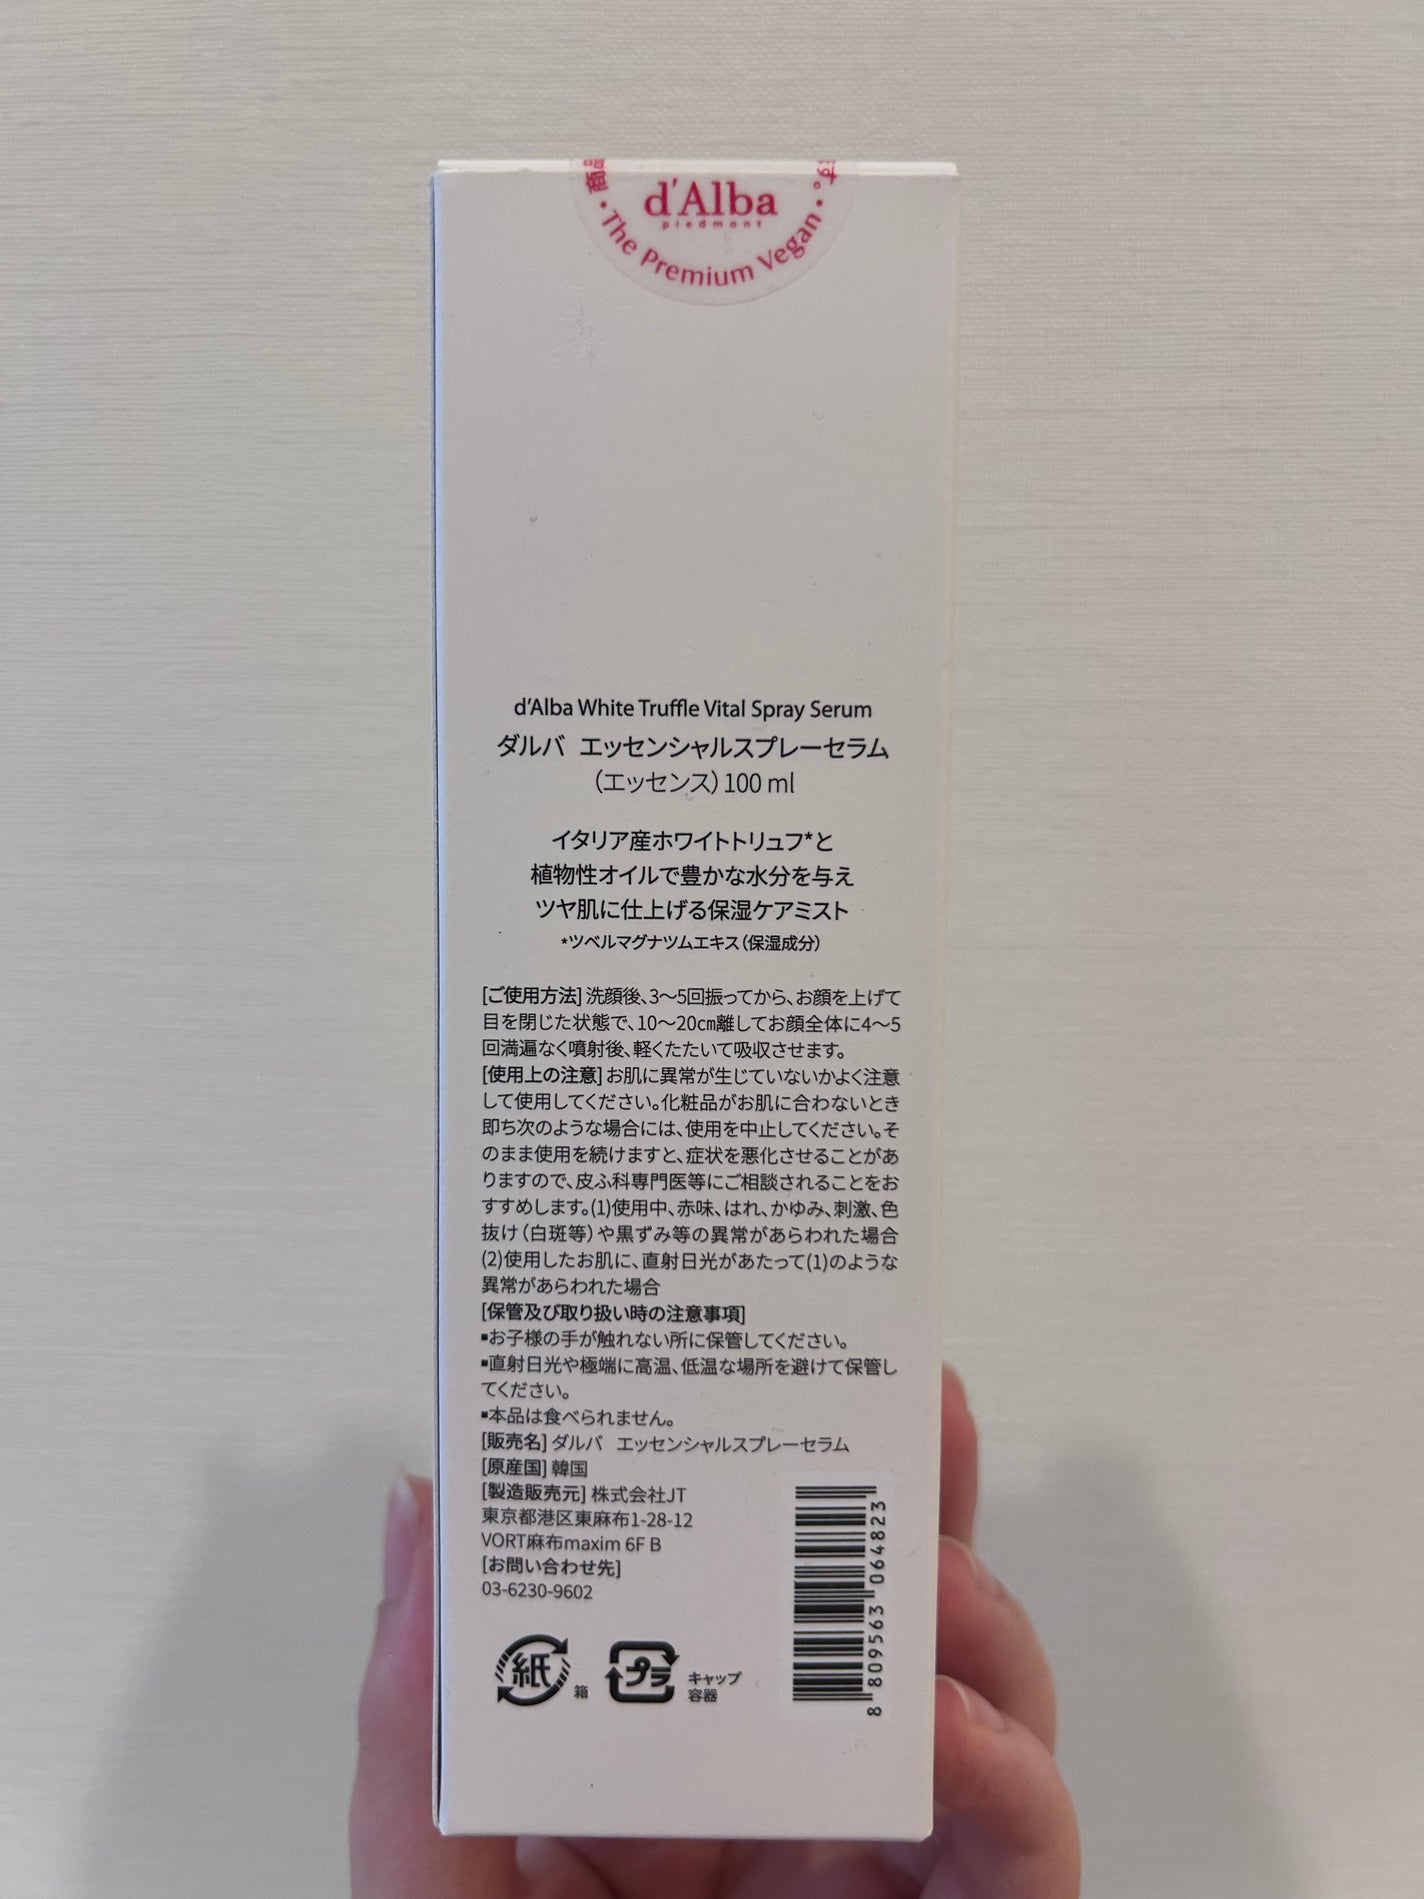 商品
す。
d'Alba
piedmont
• The Premium Vegan •
d'Alba White Truffle Vital Spray Serum
ダルバ エッセンシャルスプレーセラム
（エッセンス）100 ml
イタリア産ホワイトトリュフ*と
植物性オイルで豊かな水分を与え
ツヤ肌に仕上げる保湿ケアミスト
*ツベルマグナツムエキス（保湿成分）
[ご使用方法] 洗顔後、3～5回振ってから、お顔を上げて
目を閉じた状態で、10～20㎝離してお顔全体に4～5
回満遍なく噴射後、軽くたたいて吸収させます。
[使用上の注意] お肌に異常が生じていないかよく注意
して使用してください。化粧品がお肌に合わないとき
即ち次のような場合には、使用を中止してください。そ
のまま使用を続けますと、症状を悪化させることがあ
りますので、皮ふ科専門医等にご相談されることをお
すすめします。(1)使用中、赤味、はれ、かゆみ、刺激、色
抜け（白斑等）や黒ずみ等の異常があらわれた場合
(2)使用したお肌に、直射日光があたって(1)のような
異常があらわれた場合
[保管及び取り扱い時の注意事項]
▪お子様の手が触れない所に保管してください。
▪直射日光や極端に高温、低温な場所を避けて保管し
てください。
▪本品は食べられません。
[販売名] ダルバ エッセンシャルスプレーセラム
[原産国] 韓国
[製造販売元] 株式会社JT
東京都港区東麻布1-28-12
VORT麻布maxim 6F B
[お問い合わせ先]
03-6230-9602
紙 箱
プラ キャップ
容器
8 809563 064823